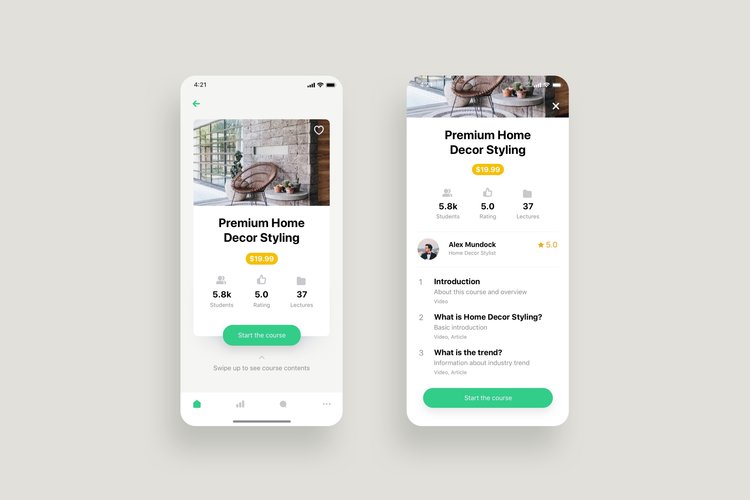 4:21
Premium Home
Decor Styling
$19.99
5.8k 5.0 37
Students Rating Lectures
Start the course
Swipe up to see course contents
Premium Home
Decor Styling
$19.99
5.8k 5.0 37
Students Rating Lectures
Alex Mundock 5.0
Home Decor Stylist
1 Introduction
About this course and overview
Video
2 What is Home Decor Styling?
Basic introduction
Video, Article
3 What is the trend?
Information about industry trend
Video, Article
Start the course